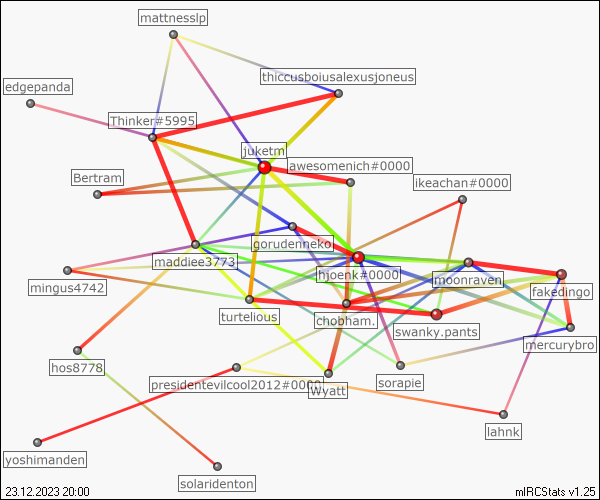 mattnesslp
thiccusboiusalexusjoneus
edgepanda
Thinker#5995
juketm
awesomenich#0000
Bertram
ikeachan#0000
gorudenneko
maddiee3773
hjoenk#0000
moonraven
mingus4742
fakedingo
turtelious
chobham.
swanky.pants
mercurybro
hos8778
presidentevilcool2012#0000
Wyatt
sorapie
lahnk
yoshimanden
solaridenton
23.12.2023 20:00
mIRCStats v1.25